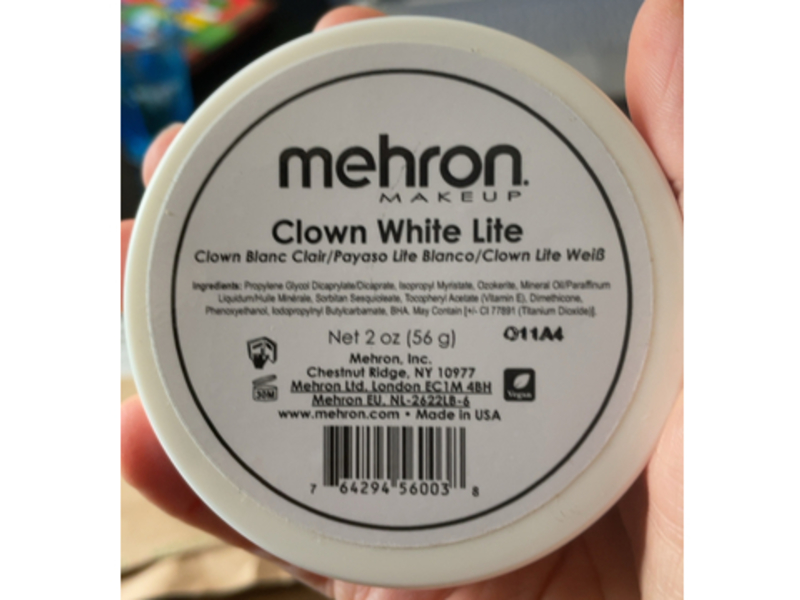 mehron.
MAKEUP
Clown White Lite
Clown Blanc Clair/Payaso Lite Blanco/Clown Lite Weiß
Ingredients: Propylene Glycol Dicaprylate/Dicaprate, Isopropyl Myristate, Ozokerite, Mineral Oil/Paraffinum
Liquidum/Huile Minérale, Sorbitan Sesquioleate, Tocopheryl Acetate (Vitamin E), Dimethicone,
Phenoxyethanol, Iodopropynyl Butylcarbamate, BHA. May Contain [+/- CI 77891 (Titanium Dioxide)].
Net 2 oz (56 g)
Q11A4
Mehron, Inc.
Chestnut Ridge, NY 10977
Mehron Ltd. London EC1M 4BH
30M
Mehron EU. NL-2622LB-6
Vegan
www.mehron.com • Made in USA
7 64294 56003 8